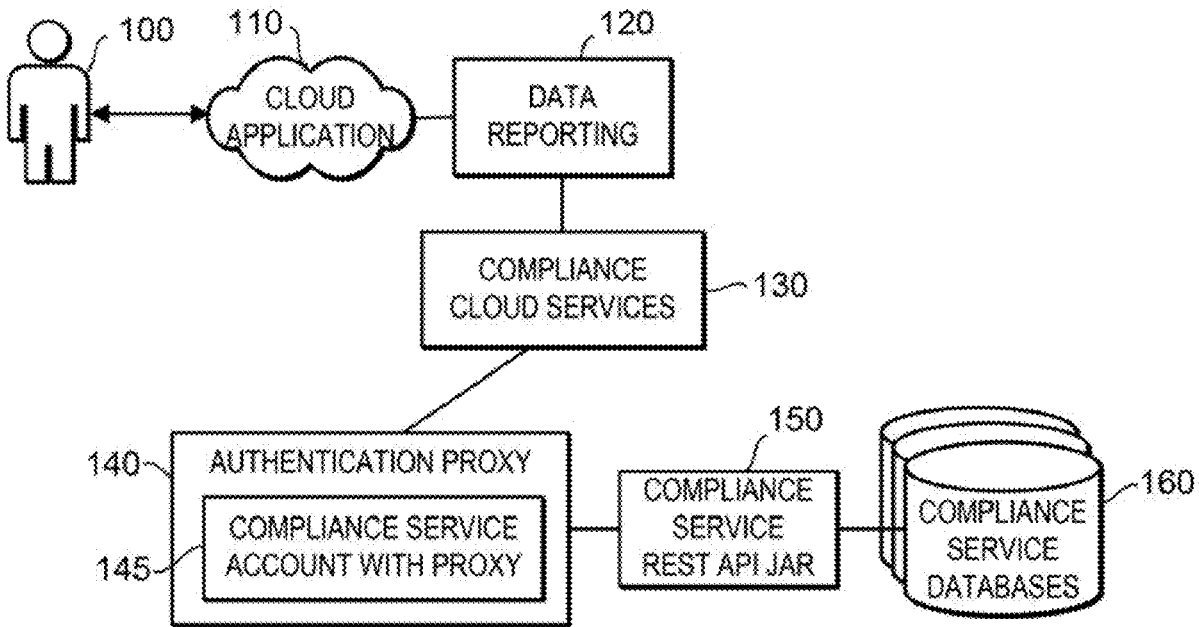 100
110
CLOUD
APPLICATION
120
DATA
REPORTING
COMPLIANCE
CLOUD SERVICES
130
140
AUTHENTICATION PROXY
145
COMPLIANCE SERVICE
ACCOUNT WITH PROXY
150
COMPLIANCE
SERVICE
REST API JAR
160
COMPLIANCE
SERVICE
DATABASES